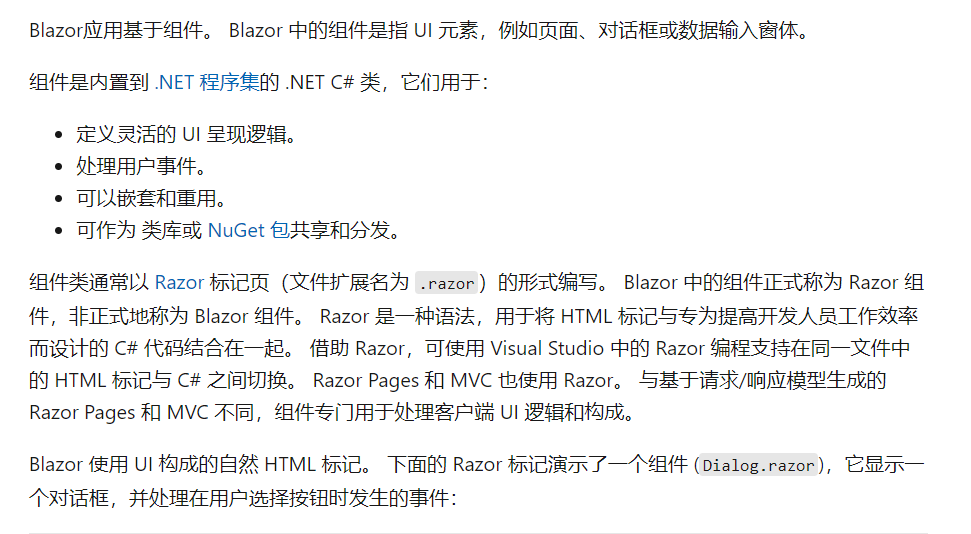 Blazor应用基于组件。 Blazor 中的组件是指 UI 元素，例如页面、对话框或数据输入窗体。
组件是内置到 .NET 程序集的 .NET C# 类，它们用于：
• 定义灵活的 UI 呈现逻辑。
• 处理用户事件。
• 可以嵌套和重用。
• 可作为 类库或 NuGet 包共享和分发。
组件类通常以 Razor 标记页（文件扩展名为 .razor）的形式编写。 Blazor 中的组件正式称为 Razor 组
件，非正式地称为 Blazor 组件。 Razor 是一种语法，用于将 HTML 标记与专为提高开发人员工作效率
而设计的 C# 代码结合在一起。 借助 Razor，可使用 Visual Studio 中的 Razor 编程支持在同一文件中
的 HTML 标记与 C# 之间切换。 Razor Pages 和 MVC 也使用 Razor。 与基于请求/响应模型生成的
Razor Pages 和 MVC 不同，组件专门用于处理客户端 UI 逻辑和构成。
Blazor 使用 UI 构成的自然 HTML 标记。 下面的 Razor 标记演示了一个组件 (Dialog.razor)，它显示一
个对话框，并处理在用户选择按钮时发生的事件：